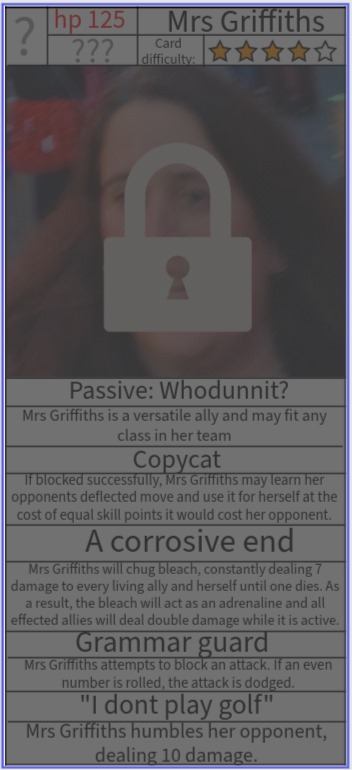 ?
hp 125
Mrs Griffiths
???
Card
difficulty:
Passive: Whodunnit?
Mrs Griffiths is a versatile ally and may fit any
class in her team
Copycat
If blocked successfully, Mrs Griffiths may learn her
opponents deflected move and use it for herself at the
cost of equal skill points it would cost her opponent.
A corrosive end
Mrs Griffiths will chug bleach, constantly dealing 7
damage to every living ally and herself until one dies. As
a result, the bleach will act as an adrenaline and all
effected allies will deal double damage while it is active.
Grammar guard
Mrs Griffiths attempts to block an attack. If an even
number is rolled, the attack is dodged.
"I dont play golf"
Mrs Griffiths humbles her opponent,
dealing 10 damage.